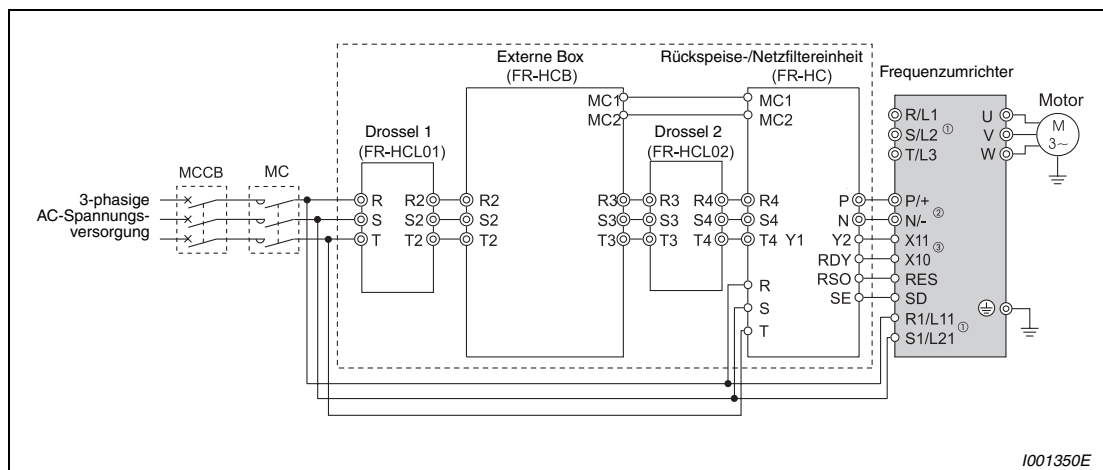 Externe Box
(FR-HCB)
Rückspeise-/Netzfiltereinheit
(FR-HC)
Frequenzumrichter
Motor
M
3~
MC1
MC2
MC1
MC2
R/L1
S/L2 ①
T/L3
U
V
W
Drossel 1
(FR-HCL01)
Drossel 2
(FR-HCL02)
MCCB
MC
3-phasige
AC-Spannungs-
versorgung
R R2 R2 R3 R3 R4 R4 P P/+
S S2 S2 S3 S3 S4 S4 N N/- ②
T T2 T2 T3 T3 T4 T4 Y1 Y2 X11 ③
RDY X10
R RSO RES
S SE SD
T R1/L11 ①
S1/L21
I001350E